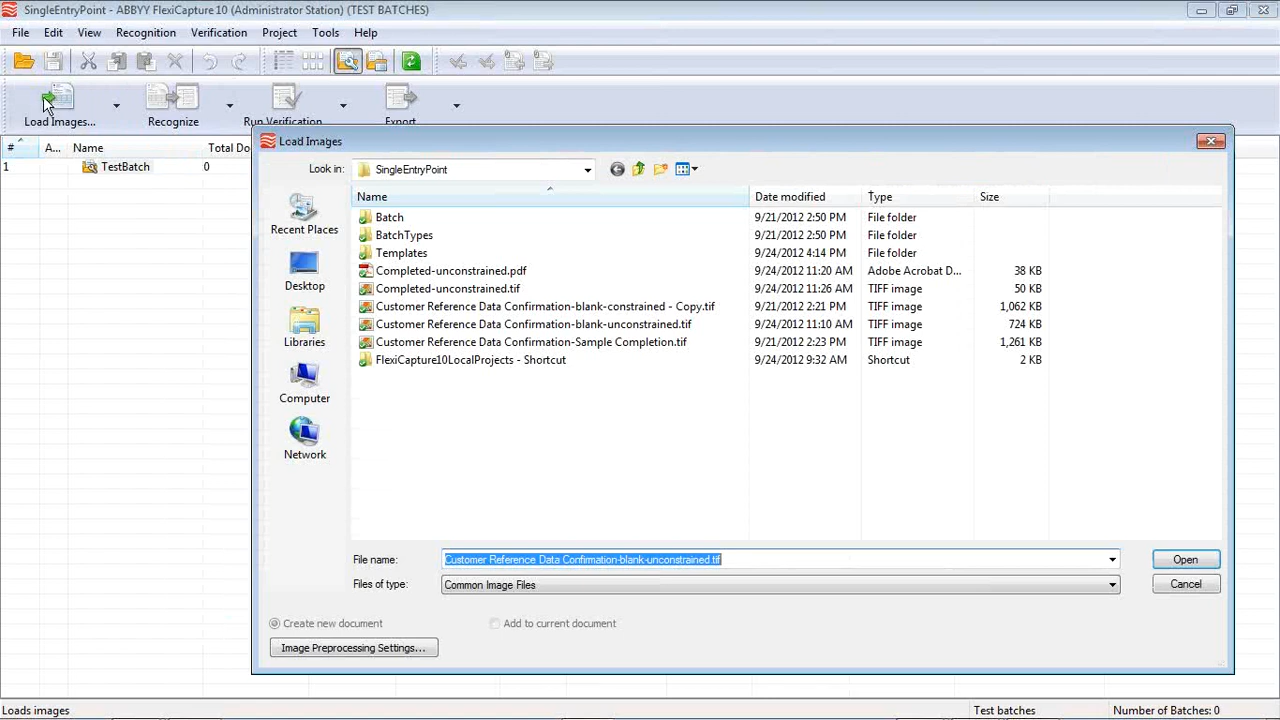 SingleEntryPoint - ABBYY FlexiCapture 10 (Administrator Station) (TEST BATCHES)
File Edit View Recognition Verification Project Tools Help
Load Images... Recognize Run Verification Export
# A... Name Total Do
1 TestBatch 0
Load Images
Look in: SingleEntryPoint
Name Date modified Type Size
Batch 9/21/2012 2:50 PM File folder
BatchTypes 9/21/2012 2:50 PM File folder
Templates 9/24/2012 4:14 PM File folder
Completed-unconstrained.pdf 9/24/2012 11:20 AM Adobe Acrobat D... 38 KB
Completed-unconstrained.tif 9/24/2012 11:26 AM TIFF image 50 KB
Customer Reference Data Confirmation-blank-constrained - Copy.tif 9/21/2012 2:21 PM TIFF image 1,062 KB
Customer Reference Data Confirmation-blank-unconstrained.tif 9/24/2012 11:10 AM TIFF image 724 KB
Customer Reference Data Confirmation-Sample Completion.tif 9/21/2012 2:23 PM TIFF image 1,261 KB
FlexiCapture10LocalProjects - Shortcut 9/24/2012 9:32 AM Shortcut 2 KB
Recent Places
Desktop
Libraries
Computer
Network
File name: Customer Reference Data Confirmation-blank-unconstrained.tif Open
Files of type: Common Image Files Cancel
Create new document Add to current document
Image Preprocessing Settings...
Loads images Test batches Number of Batches: 0